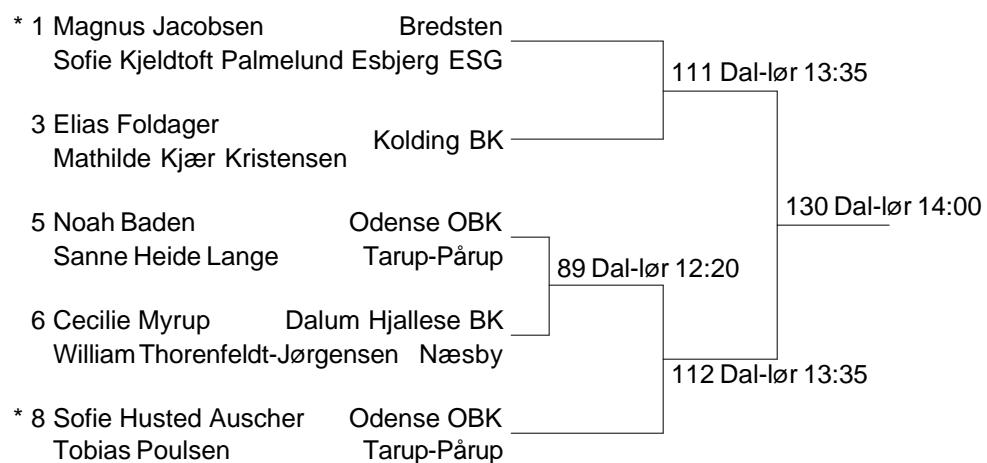 * 1 Magnus Jacobsen Bredsten
Sofie Kjeldtoft Palmelund Esbjerg ESG
111 Dal-lør 13:35
3 Elias Foldager
Kolding BK
Mathilde Kjær Kristensen
130 Dal-lør 14:00
5 Noah Baden Odense OBK
Sanne Heide Lange Tarup-Pårup
89 Dal-lør 12:20
6 Cecilie Myrup Dalum Hjallese BK
William Thorenfeldt-Jørgensen Næsby
112 Dal-lør 13:35
* 8 Sofie Husted Auscher Odense OBK
Tobias Poulsen Tarup-Pårup